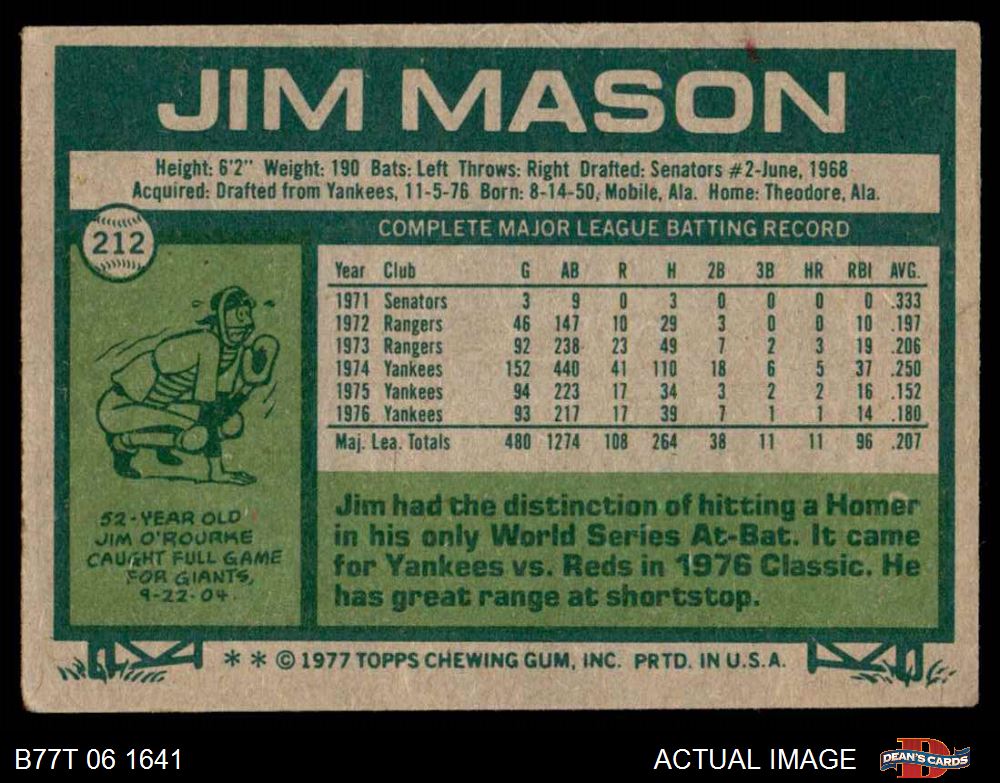 JIM MASON
Height: 6'2" Weight: 190 Bats: Left Throws: Right Drafted: Senators #2-June, 1968
Acquired: Drafted from Yankees, 11-5-76 Born: 8-14-50, Mobile, Ala. Home: Theodore, Ala.
212
COMPLETE MAJOR LEAGUE BATTING RECORD
Year Club G AB R H 2B 3B HR RBI AVG.
1971 Senators 3 9 0 3 0 0 0 0 .333
1972 Rangers 46 147 10 29 3 0 0 10 .197
1973 Rangers 92 238 23 49 7 2 3 19 .206
1974 Yankees 152 440 41 110 18 6 5 37 .250
1975 Yankees 94 223 17 34 3 2 2 16 .152
1976 Yankees 93 217 17 39 7 1 1 14 .180
Maj. Lea. Totals 480 1274 108 264 38 11 11 96 .207
52-YEAR OLD
JIM O'ROURKE
CAUGHT FULL GAME
FOR GIANTS,
9-22-04.
Jim had the distinction of hitting a Homer
in his only World Series At-Bat. It came
for Yankees vs. Reds in 1976 Classic. He
has great range at shortstop.
* * © 1977 TOPPS CHEWING GUM, INC. PRTD. IN U.S.A.
B77T 06 1641
ACTUAL IMAGE
DEAN'S CARDS